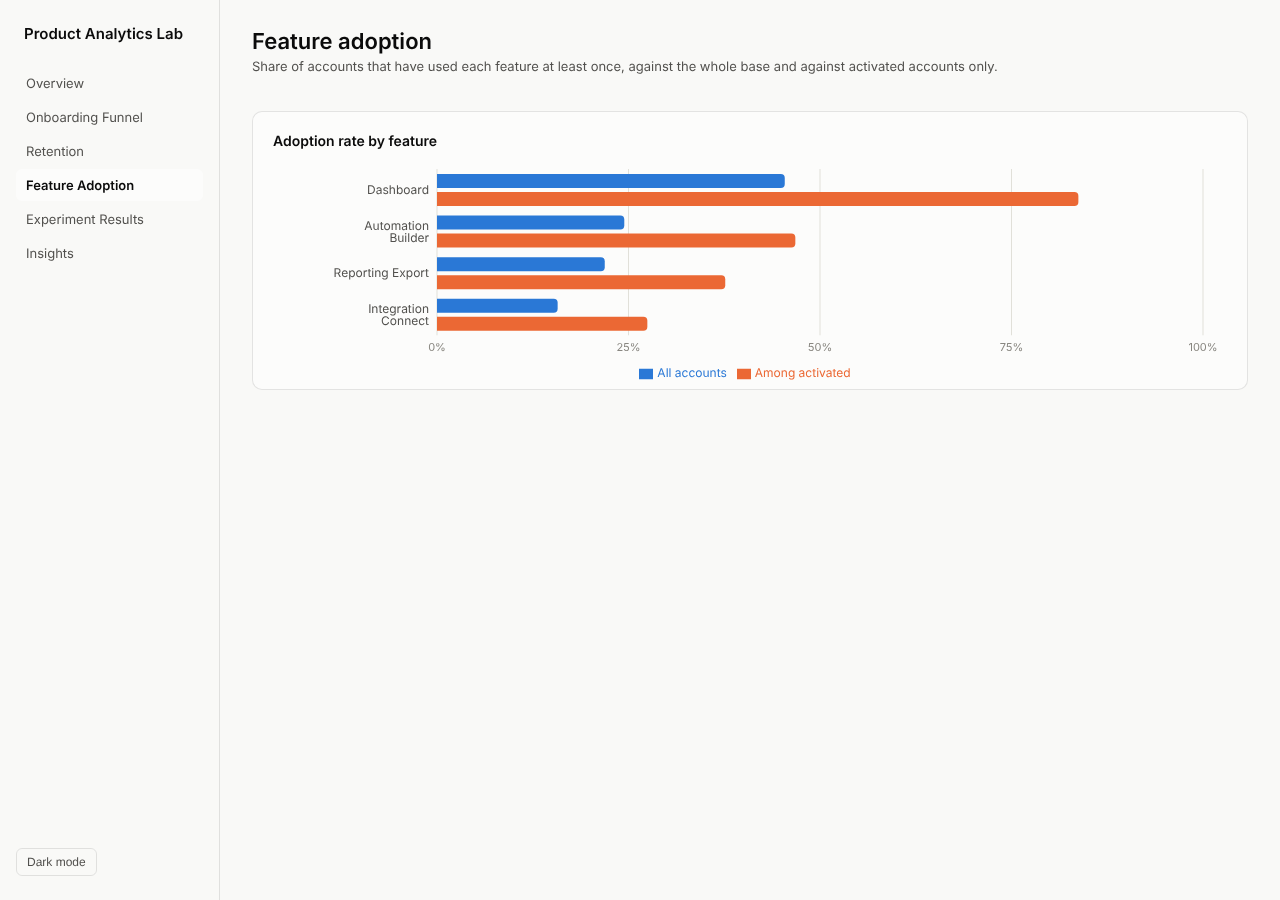 Product Analytics Lab
Overview
Onboarding Funnel
Retention
Feature Adoption
Experiment Results
Insights
Dark mode
Feature adoption
Share of accounts that have used each feature at least once, against the whole base and against activated accounts only.
Adoption rate by feature
Dashboard
Automation
Builder
Reporting Export
Integration
Connect
0% 25% 50% 75% 100%
All accounts Among activated